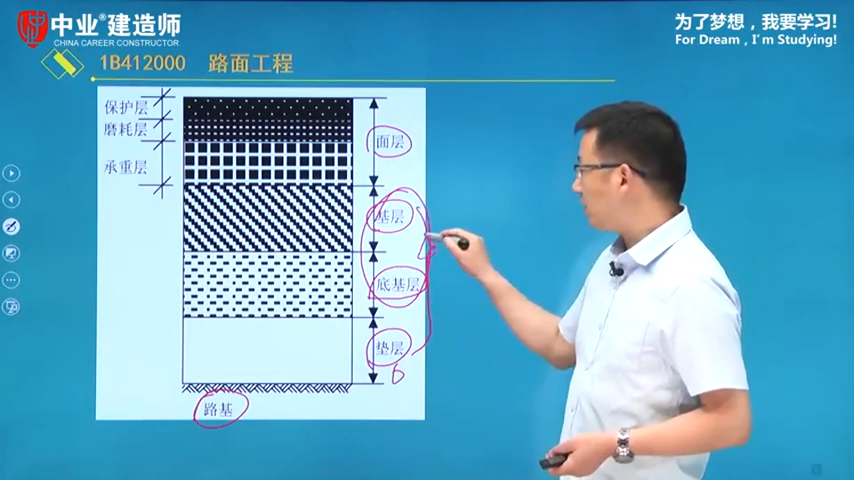 中业®建造师
CHINA CAREER CONSTRUCTOR
为了梦想，我要学习!
For Dream , I'm Studying!
1B412000 路面工程
保护层
磨耗层
承重层
面层
基层
底基层
垫层
6
路基